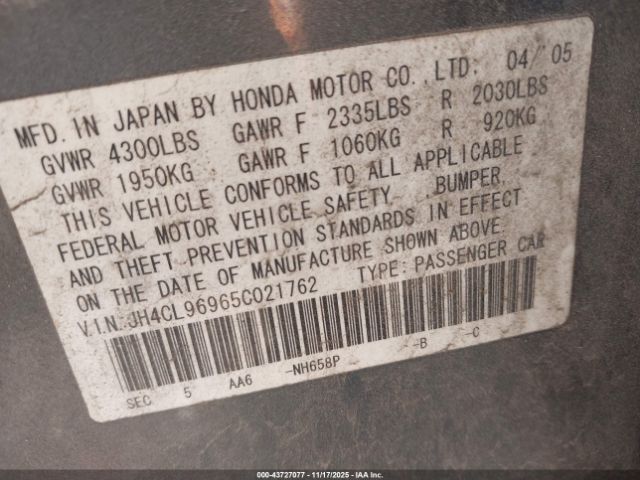 MFD. IN JAPAN BY HONDA MOTOR CO., LTD. 04/05
GVWR 4300LBS GAWR F 2335LBS R 2030LBS
GVWR 1950KG GAWR F 1060KG R 920KG
THIS VEHICLE CONFORMS TO ALL APPLICABLE
FEDERAL MOTOR VEHICLE SAFETY, BUMPER,
AND THEFT PREVENTION STANDARDS IN EFFECT
ON THE DATE OF MANUFACTURE SHOWN ABOVE.
V.I.N.:JH4CL96965C021762 TYPE: PASSENGER CAR
SEC 5 AA6 -NH658P -B -C
000-43727077 - 11/17/2025 - IAA Inc.